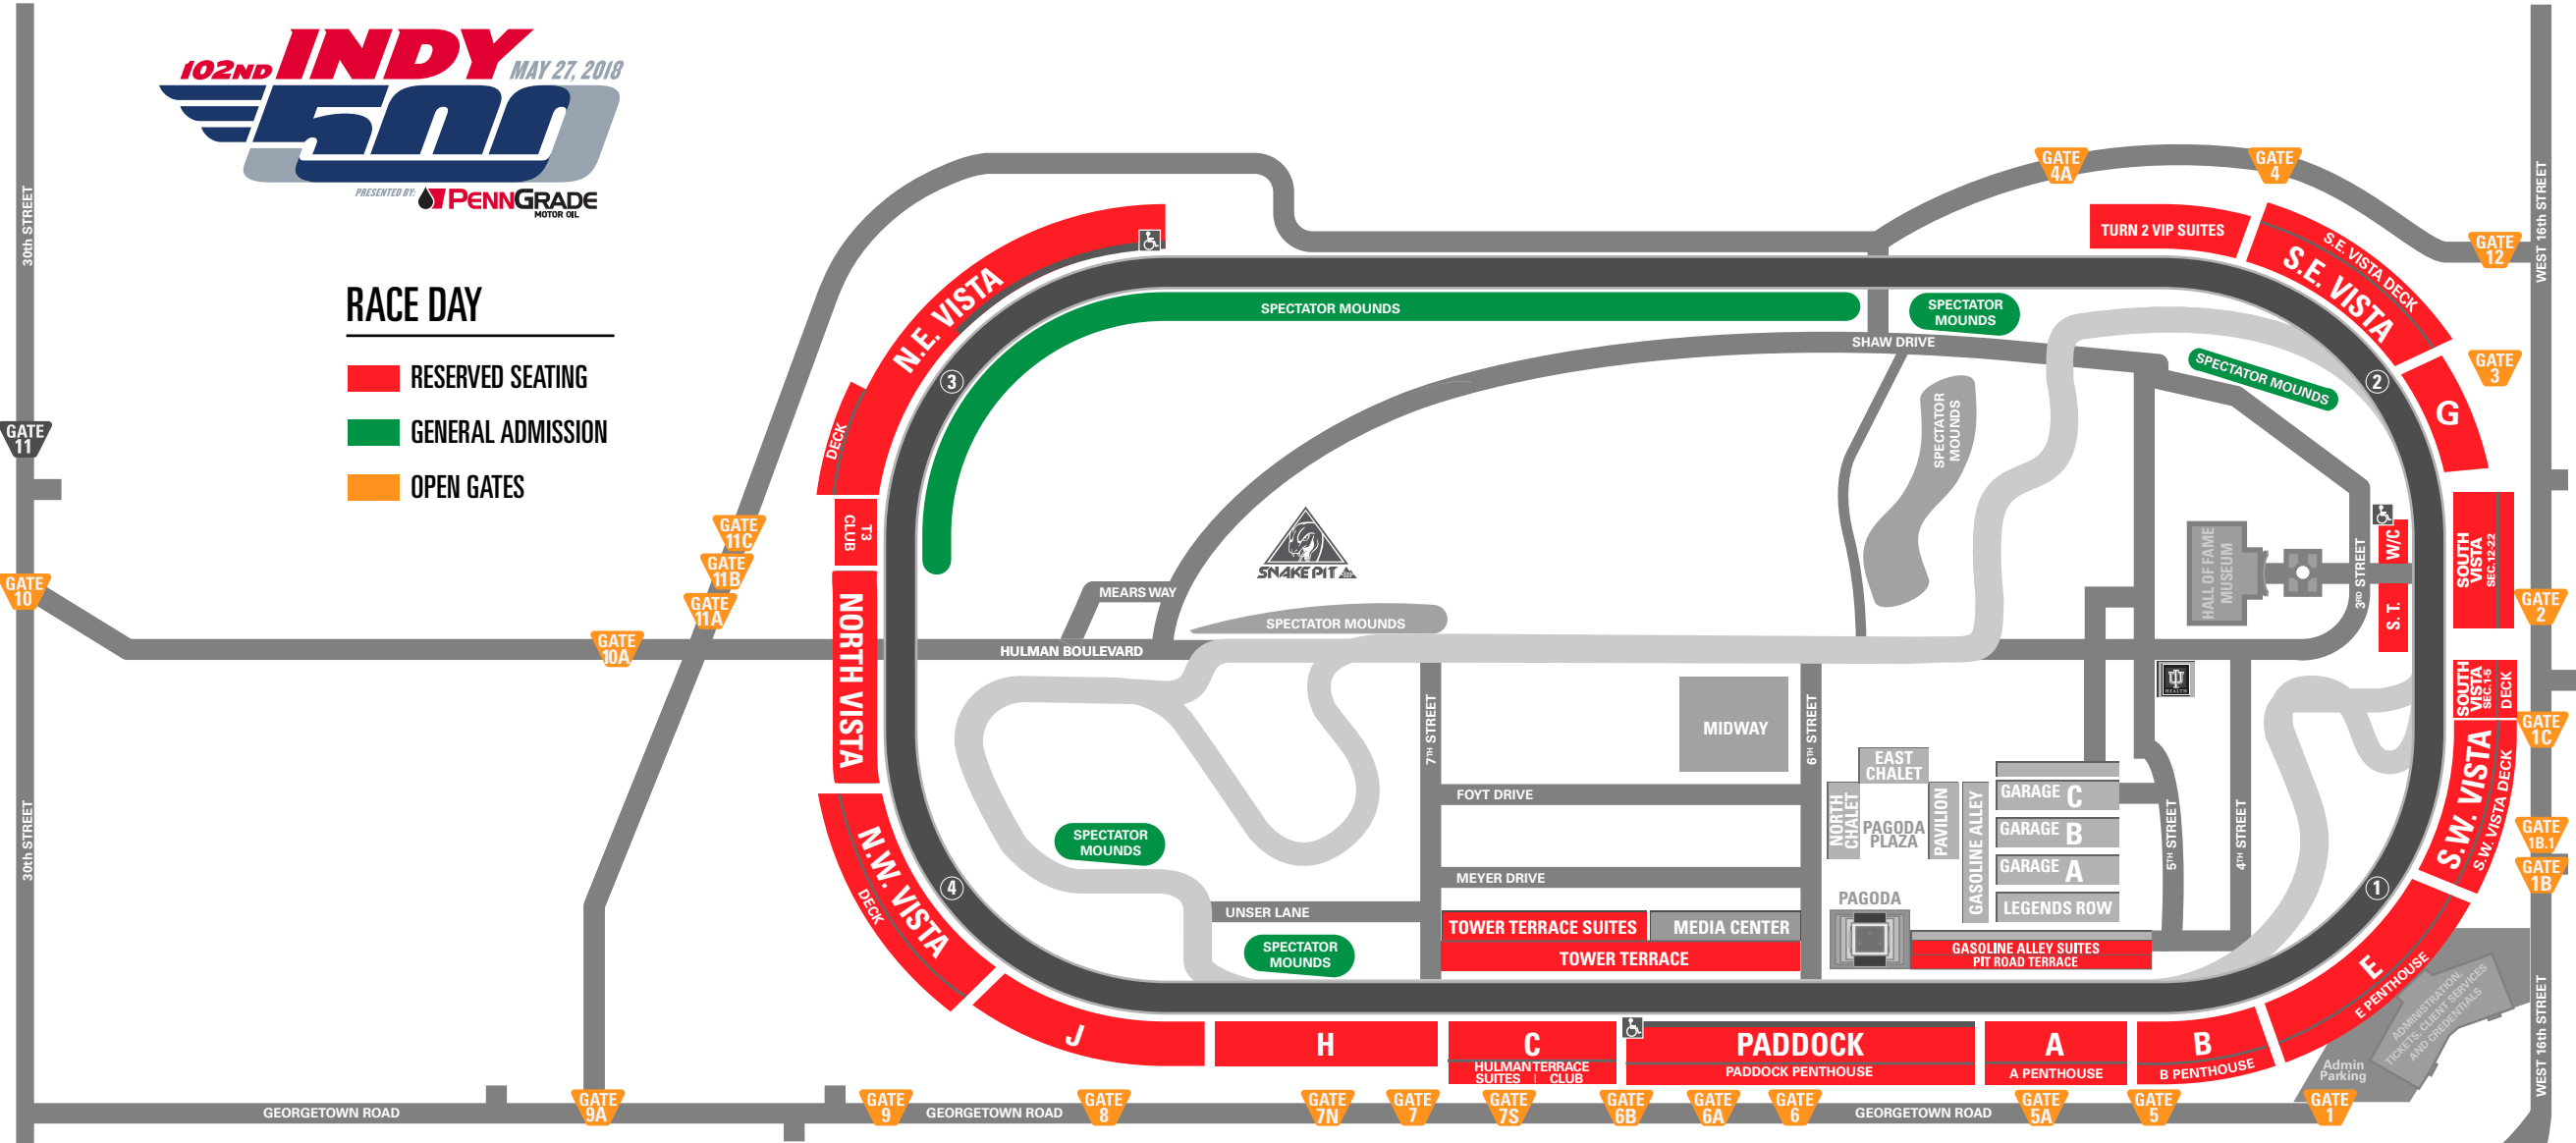 102ND INDY MAY 27, 2018
500
PRESENTED BY: PENNGRADE
MOTOR OIL
RACE DAY
RESERVED SEATING
GENERAL ADMISSION
OPEN GATES
30th STREET
GATE
11
GATE
10
30th STREET
GATE
10A
GATE
11C
GATE
11B
GATE
11A
GATE
4A
GATE
4
GATE
12
WEST 16th STREET
TURN 2 VIP SUITES
S.E. VISTA DECK
S.E. VISTA
N.E. VISTA
DECK
T3
CLUB
NORTH VISTA
N.W. VISTA
DECK
3
4
2
1
SPECTATOR MOUNDS
SPECTATOR
MOUNDS
SHAW DRIVE
SPECTATOR MOUNDS
SPECTATOR
MOUNDS
GATE
3
G
SNAKE PIT
MEARS WAY
SPECTATOR MOUNDS
HULMAN BOULEVARD
HALL OF FAME
MUSEUM
3RD STREET
W/C
S. T.
SOUTH
VISTA
SEC.12-22
GATE
2
SOUTH
VISTA
SEC.1-5
DECK
GATE
1C
S.W. VISTA
S.W. VISTA DECK
GATE
1B.1
GATE
1B
7TH STREET
MIDWAY
6TH STREET
EAST
CHALET
NORTH
CHALET
PAGODA
PLAZA
PAVILION
GASOLINE ALLEY
GARAGE C
GARAGE B
GARAGE A
LEGENDS ROW
IU
HEALTH
5TH STREET
4TH STREET
FOYT DRIVE
SPECTATOR
MOUNDS
MEYER DRIVE
PAGODA
UNSER LANE
TOWER TERRACE SUITES
MEDIA CENTER
SPECTATOR
MOUNDS
TOWER TERRACE
GASOLINE ALLEY SUITES
PIT ROAD TERRACE
E
E PENTHOUSE
ADMINISTRATION,
TICKETS, CLIENT SERVICES
AND CREDENTIALS
Admin
Parking
WEST 16th STREET
J
H
C
HULMAN TERRACE
SUITES | CLUB
PADDOCK
PADDOCK PENTHOUSE
A
A PENTHOUSE
B
B PENTHOUSE
GEORGETOWN ROAD
GATE
9A
GATE
9
GEORGETOWN ROAD
GATE
8
GATE
7N
GATE
7
GATE
7S
GATE
6B
GATE
6A
GATE
6
GEORGETOWN ROAD
GATE
5A
GATE
5
GATE
1